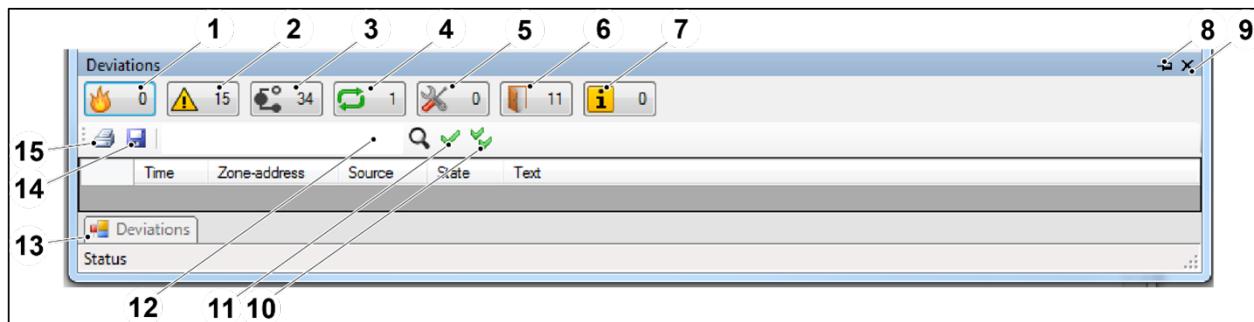 1 2 3 4 5 6 7 8 9
Deviations
0 15 34 1 0 11 i 0
15
Time Zone-address Source State Text
14
Deviations
13
Status
12 11 10